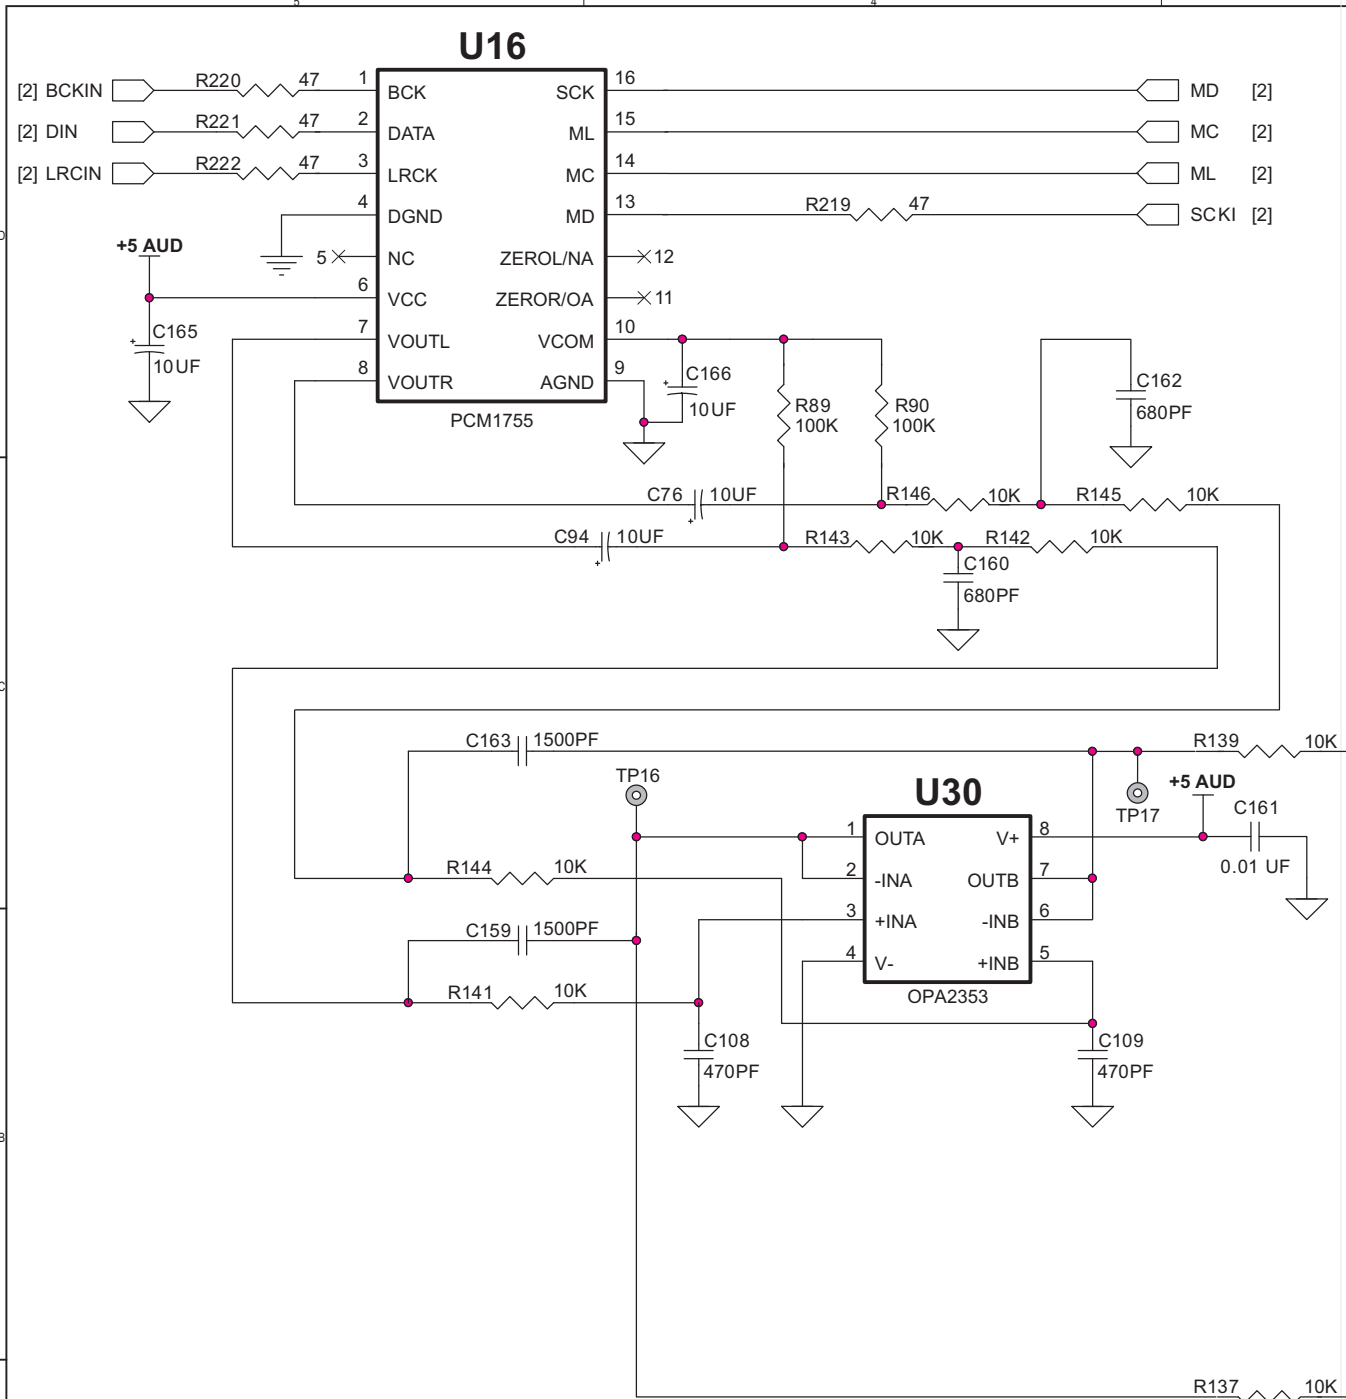 5 4
U16
[2] BCKIN R220 47 1 BCK SCK 16 MD [2]
[2] DIN R221 47 2 DATA ML 15 MC [2]
[2] LRCIN R222 47 3 LRCK MC 14 ML [2]
4 DGND MD 13 R219 47 SCKI [2]
D
+5 AUD 5 NC ZEROL/NA 12
6 VCC ZEROR/OA 11
C165 7 VOUTL VCOM 10
+ 10UF 8 VOUTR AGND 9
+ C166 10UF
R89 100K
R90 100K
C162 680PF
PCM1755
C76 10UF + R146 10K R145 10K
C94 10UF + R143 10K R142 10K
C160
680PF
C
C163 1500PF R139 10K
TP16 U30 TP17 +5 AUD
C161
0.01 UF
1 OUTA V+ 8
R144 10K 2 -INA OUTB 7
C159 1500PF 3 +INA -INB 6
4 V- +INB 5
R141 10K OPA2353
C108 C109
470PF 470PF
B
R137 10K